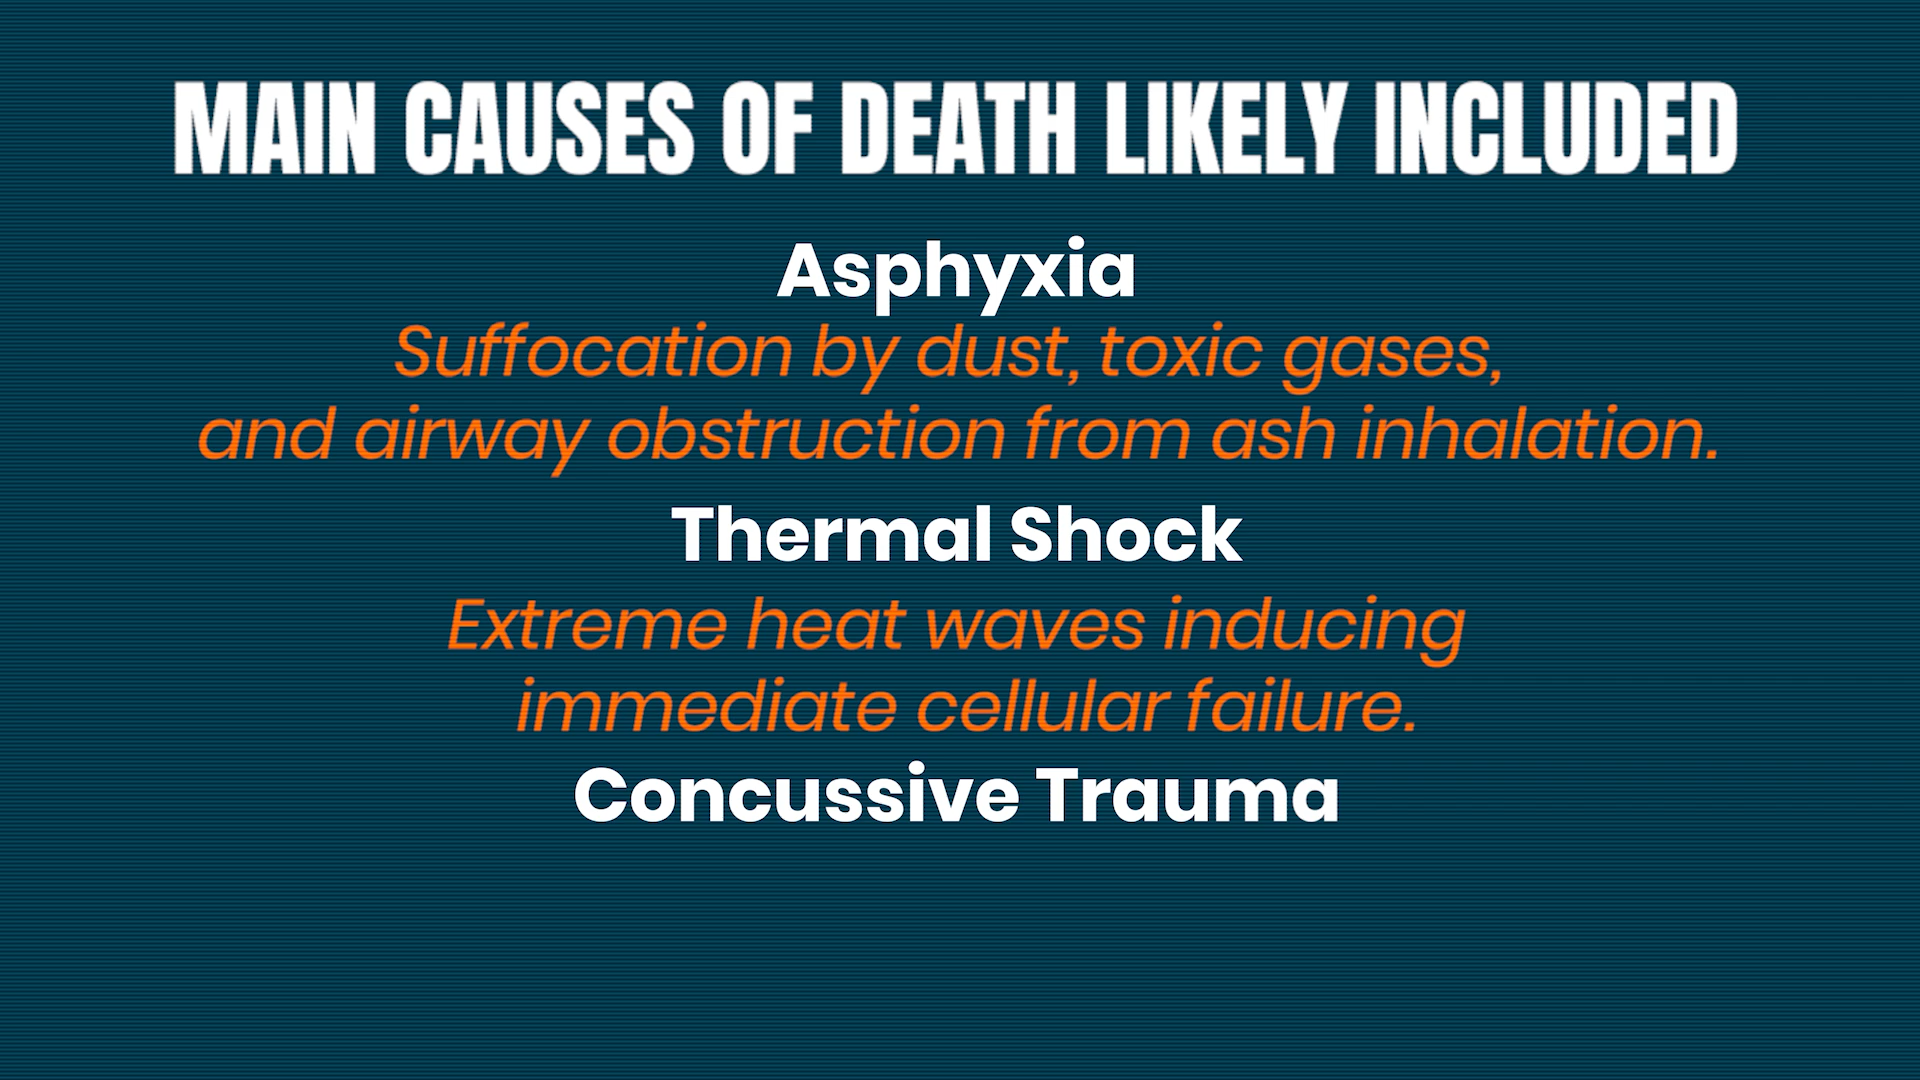 MAIN CAUSES OF DEATH LIKELY INCLUDED
Asphyxia
Suffocation by dust, toxic gases,
and airway obstruction from ash inhalation.
Thermal Shock
Extreme heat waves inducing
immediate cellular failure.
Concussive Trauma